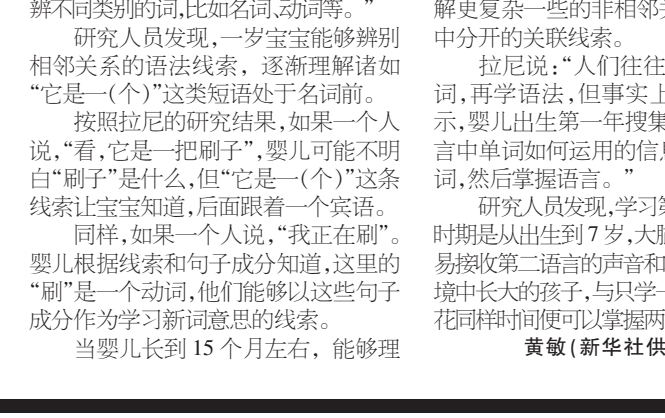 辨不同类别的词,比如名词、动词等。”
研究人员发现,一岁宝宝能够辨别
相邻关系的语法线索，逐渐理解诸如
“它是一(个)”这类短语处于名词前。
按照拉尼的研究结果,如果一个人
说,“看,它是一把刷子”,婴儿可能不明
白“刷子”是什么,但“它是一(个)”这条
线索让宝宝知道,后面跟着一个宾语。
同样,如果一个人说,“我正在刷”。
婴儿根据线索和句子成分知道,这里的
“刷”是一个动词,他们能够以这些句子
成分作为学习新词意思的线索。
当婴儿长到 15 个月左右，能够理
解更复杂一些的非相邻
中分开的关联线索。
拉尼说:“人们往往
词,再学语法,但事实上
示,婴儿出生第一年搜集
言中单词如何运用的信
词,然后掌握语言。”
研究人员发现,学习
时期是从出生到 7 岁,大
易接收第二语言的声音和
境中长大的孩子,与只学一
花同样时间便可以掌握两
黄敏(新华社供